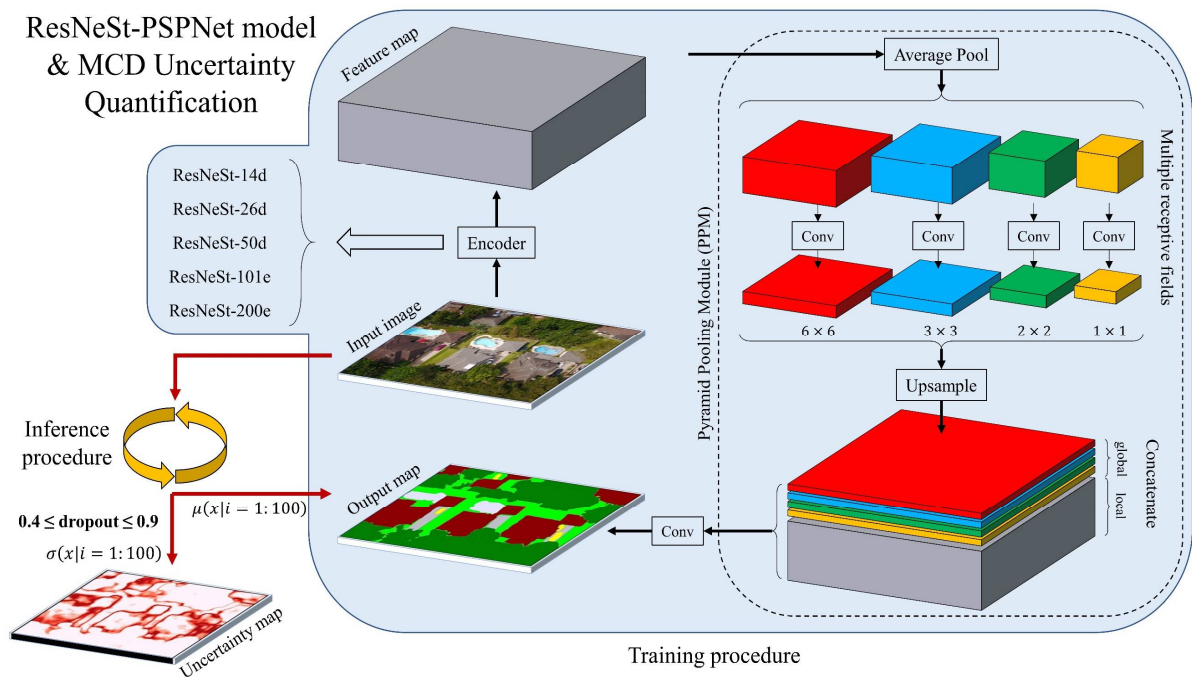 ResNeSt-PSPNet model
& MCD Uncertainty
Quantification
Feature map
Average Pool
ResNeSt-14d
ResNeSt-26d
ResNeSt-50d
ResNeSt-101e
ResNeSt-200e
Encoder
Input image
Pyramid Pooling Module (PPM)
Multiple receptive fields
Conv
Conv
Conv
Conv
6 × 6
3 × 3
2 × 2
1 × 1
Upsample
Inference
procedure
0.4 ≤ dropout ≤ 0.9
μ(x|i − 1: 100)
σ(x|i = 1: 100)
Output map
Conv
global
local
Concatenate
Uncertainty map
Training procedure